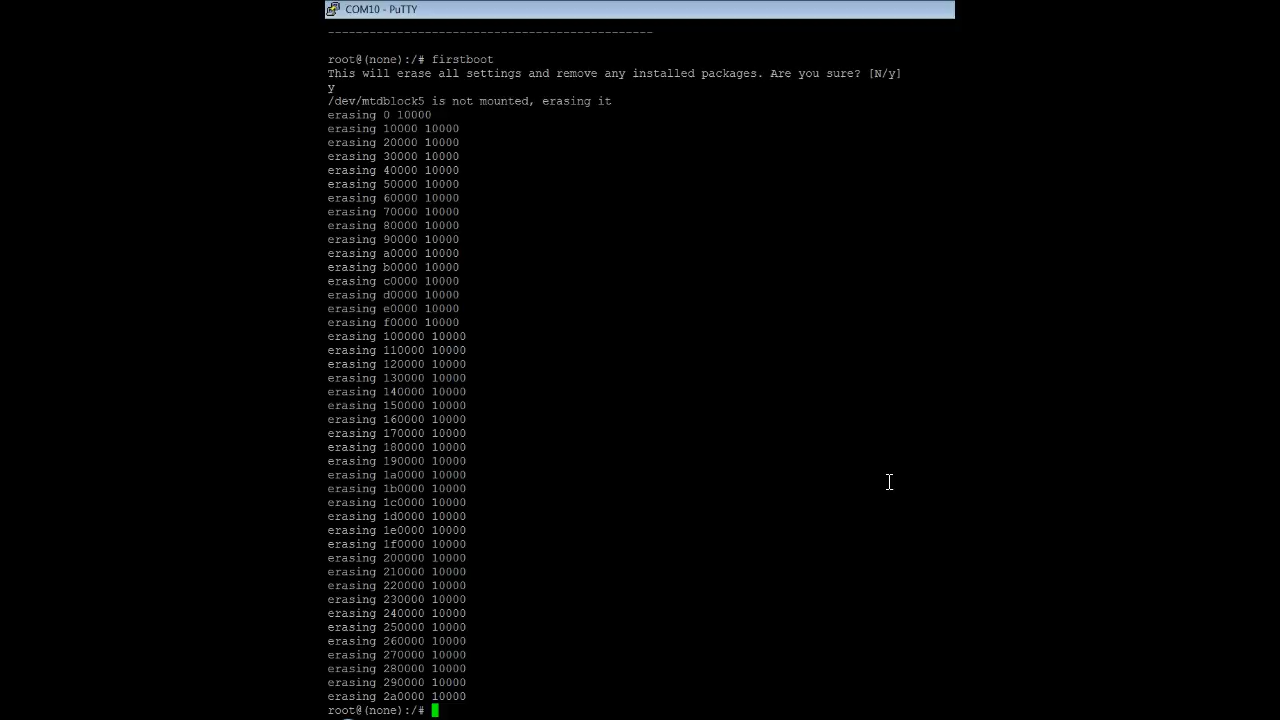 COM10 - PuTTY
-----------------------------------------------
root@(none):/# firstboot
This will erase all settings and remove any installed packages. Are you sure? [N/y]
y
/dev/mtdblock5 is not mounted, erasing it
erasing 0 10000
erasing 10000 10000
erasing 20000 10000
erasing 30000 10000
erasing 40000 10000
erasing 50000 10000
erasing 60000 10000
erasing 70000 10000
erasing 80000 10000
erasing 90000 10000
erasing a0000 10000
erasing b0000 10000
erasing c0000 10000
erasing d0000 10000
erasing e0000 10000
erasing f0000 10000
erasing 100000 10000
erasing 110000 10000
erasing 120000 10000
erasing 130000 10000
erasing 140000 10000
erasing 150000 10000
erasing 160000 10000
erasing 170000 10000
erasing 180000 10000
erasing 190000 10000
erasing 1a0000 10000
erasing 1b0000 10000
erasing 1c0000 10000
erasing 1d0000 10000
erasing 1e0000 10000
erasing 1f0000 10000
erasing 200000 10000
erasing 210000 10000
erasing 220000 10000
erasing 230000 10000
erasing 240000 10000
erasing 250000 10000
erasing 260000 10000
erasing 270000 10000
erasing 280000 10000
erasing 290000 10000
erasing 2a0000 10000
root@(none):/#